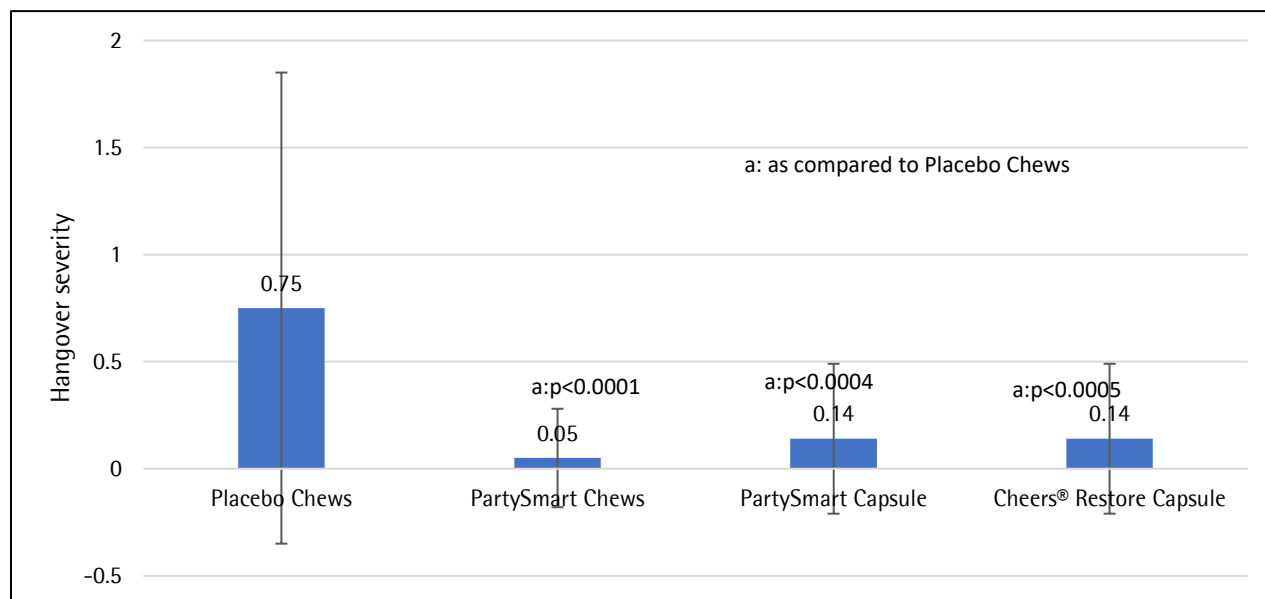 2
1.5
a: as compared to Placebo Chews
Hangover severity
1
0.75
0.5
a:p<0.0001
a:p<0.0004
a:p<0.0005
0.05
0.14
0.14
0
Placebo Chews
PartySmart Chews
PartySmart Capsule
Cheers® Restore Capsule
-0.5